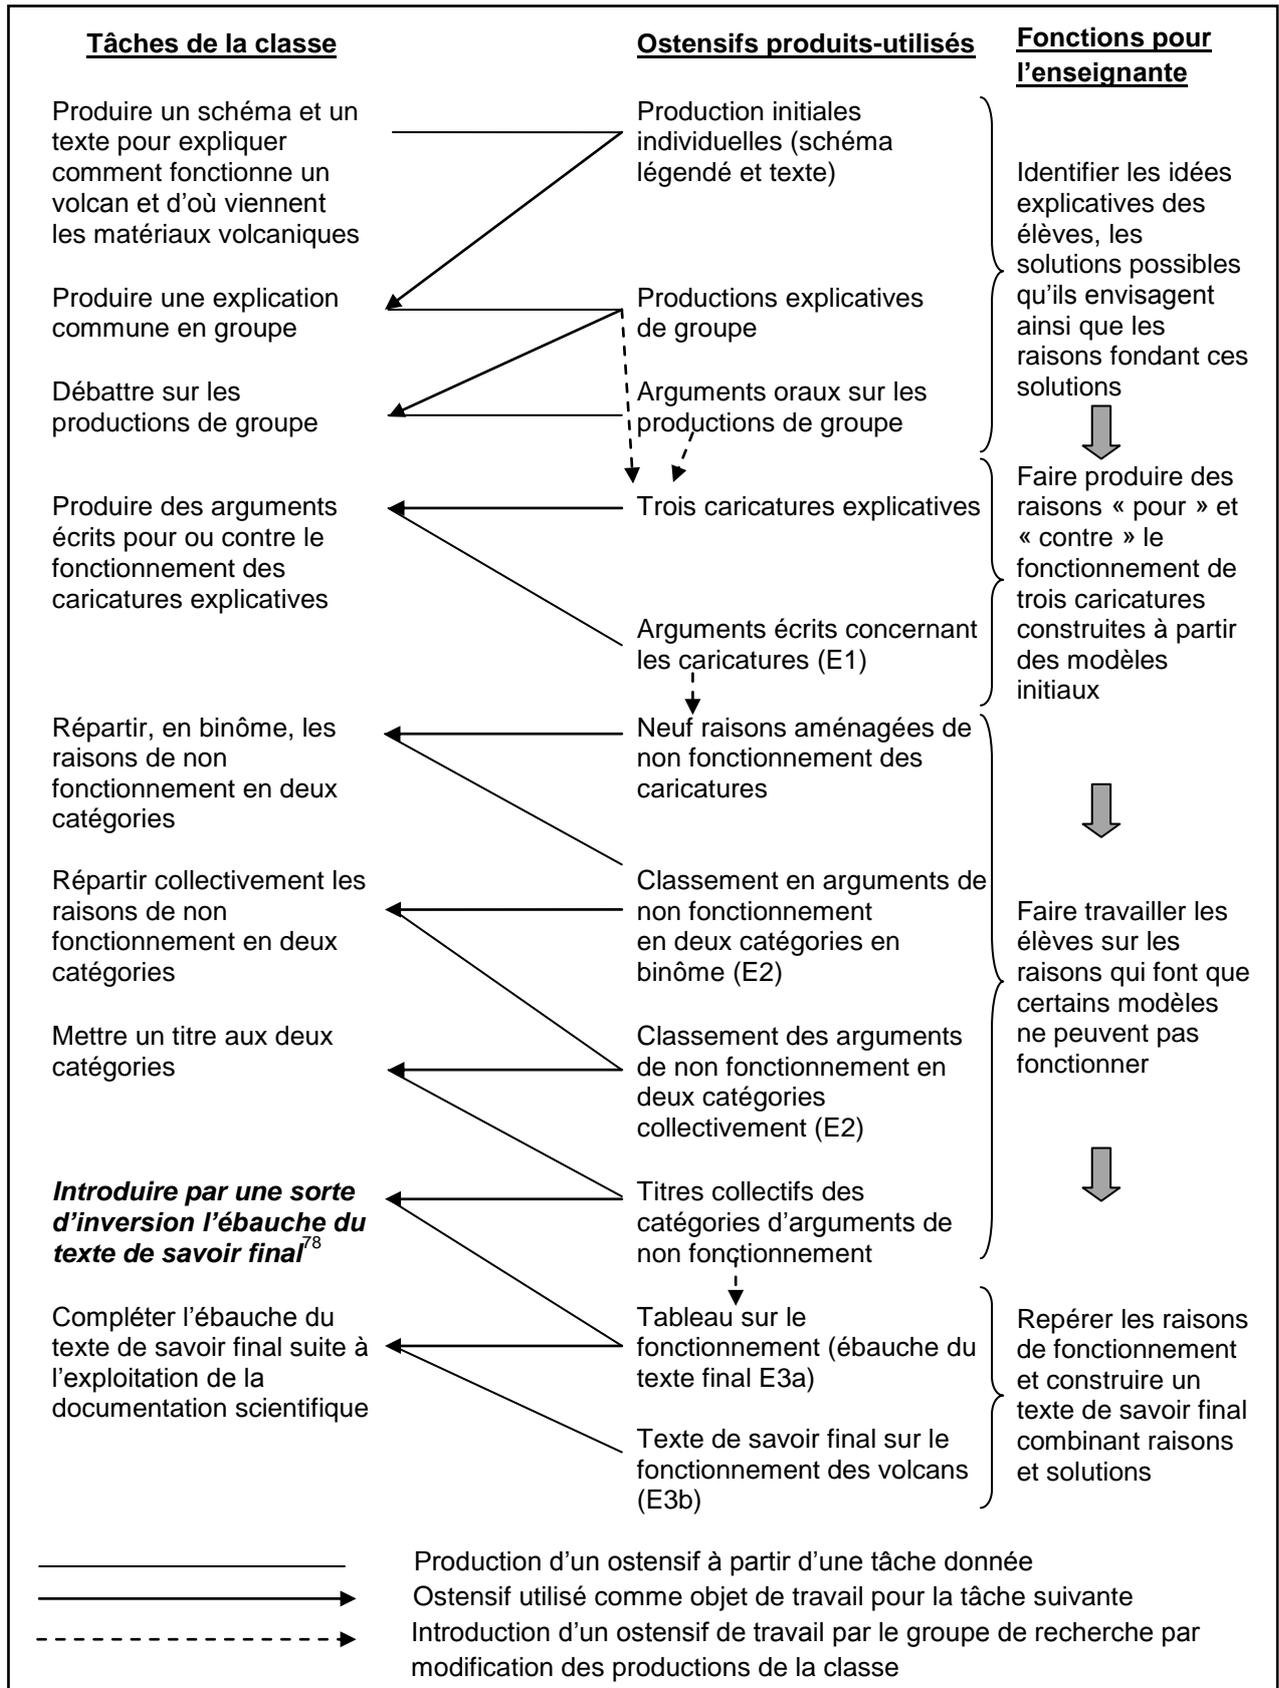 Tâches de la classe
Ostensifs produits-utilisés
Fonctions pour
l'enseignante
Produire un schéma et un
texte pour expliquer
comment fonctionne un
volcan et d'où viennent
les matériaux volcaniques
Produire une explication
commune en groupe
Débattre sur les
productions de groupe
Produire des arguments
écrits pour ou contre le
fonctionnement des
caricatures explicatives
Répartir, en binôme, les
raisons de non
fonctionnement en deux
catégories
Répartir collectivement les
raisons de non
fonctionnement en deux
catégories
Mettre un titre aux deux
catégories
Introduire par une sorte
d'inversion l'ébauche du
texte de savoir final78
Compléter l'ébauche du
texte de savoir final suite à
l'exploitation de la
documentation scientifique
Production initiales
individuelles (schéma
légendé et texte)
Productions explicatives
de groupe
Arguments oraux sur les
productions de groupe
Trois caricatures explicatives
Arguments écrits concernant
les caricatures (E1)
Neuf raisons aménagées de
non fonctionnement des
caricatures
Classement en arguments de
non fonctionnement
en deux catégories en
binôme (E2)
Classement des arguments
de non fonctionnement en
deux catégories
collectivement (E2)
Titres collectifs des
catégories d'arguments de
non fonctionnement
Tableau sur le
fonctionnement (ébauche du
texte final E3a)
Texte de savoir final sur le
fonctionnement des volcans
(E3b)
Identifier les idées
explicatives des
élèves, les
solutions possibles
qu'ils envisagent
ainsi que les
raisons fondant ces
solutions
Faire produire des
raisons « pour » et
« contre » le
fonctionnement de
trois caricatures
construites à partir
des modèles
initiaux
Faire travailler les
élèves sur les
raisons qui font que
certains modèles
ne peuvent pas
fonctionner
Repérer les raisons
de fonctionnement
et construire un
texte de savoir final
combinant raisons
et solutions
Production d'un ostensif à partir d'une tâche donnée
Ostensif utilisé comme objet de travail pour la tâche suivante
Introduction d'un ostensif de travail par le groupe de recherche par
modification des productions de la classe